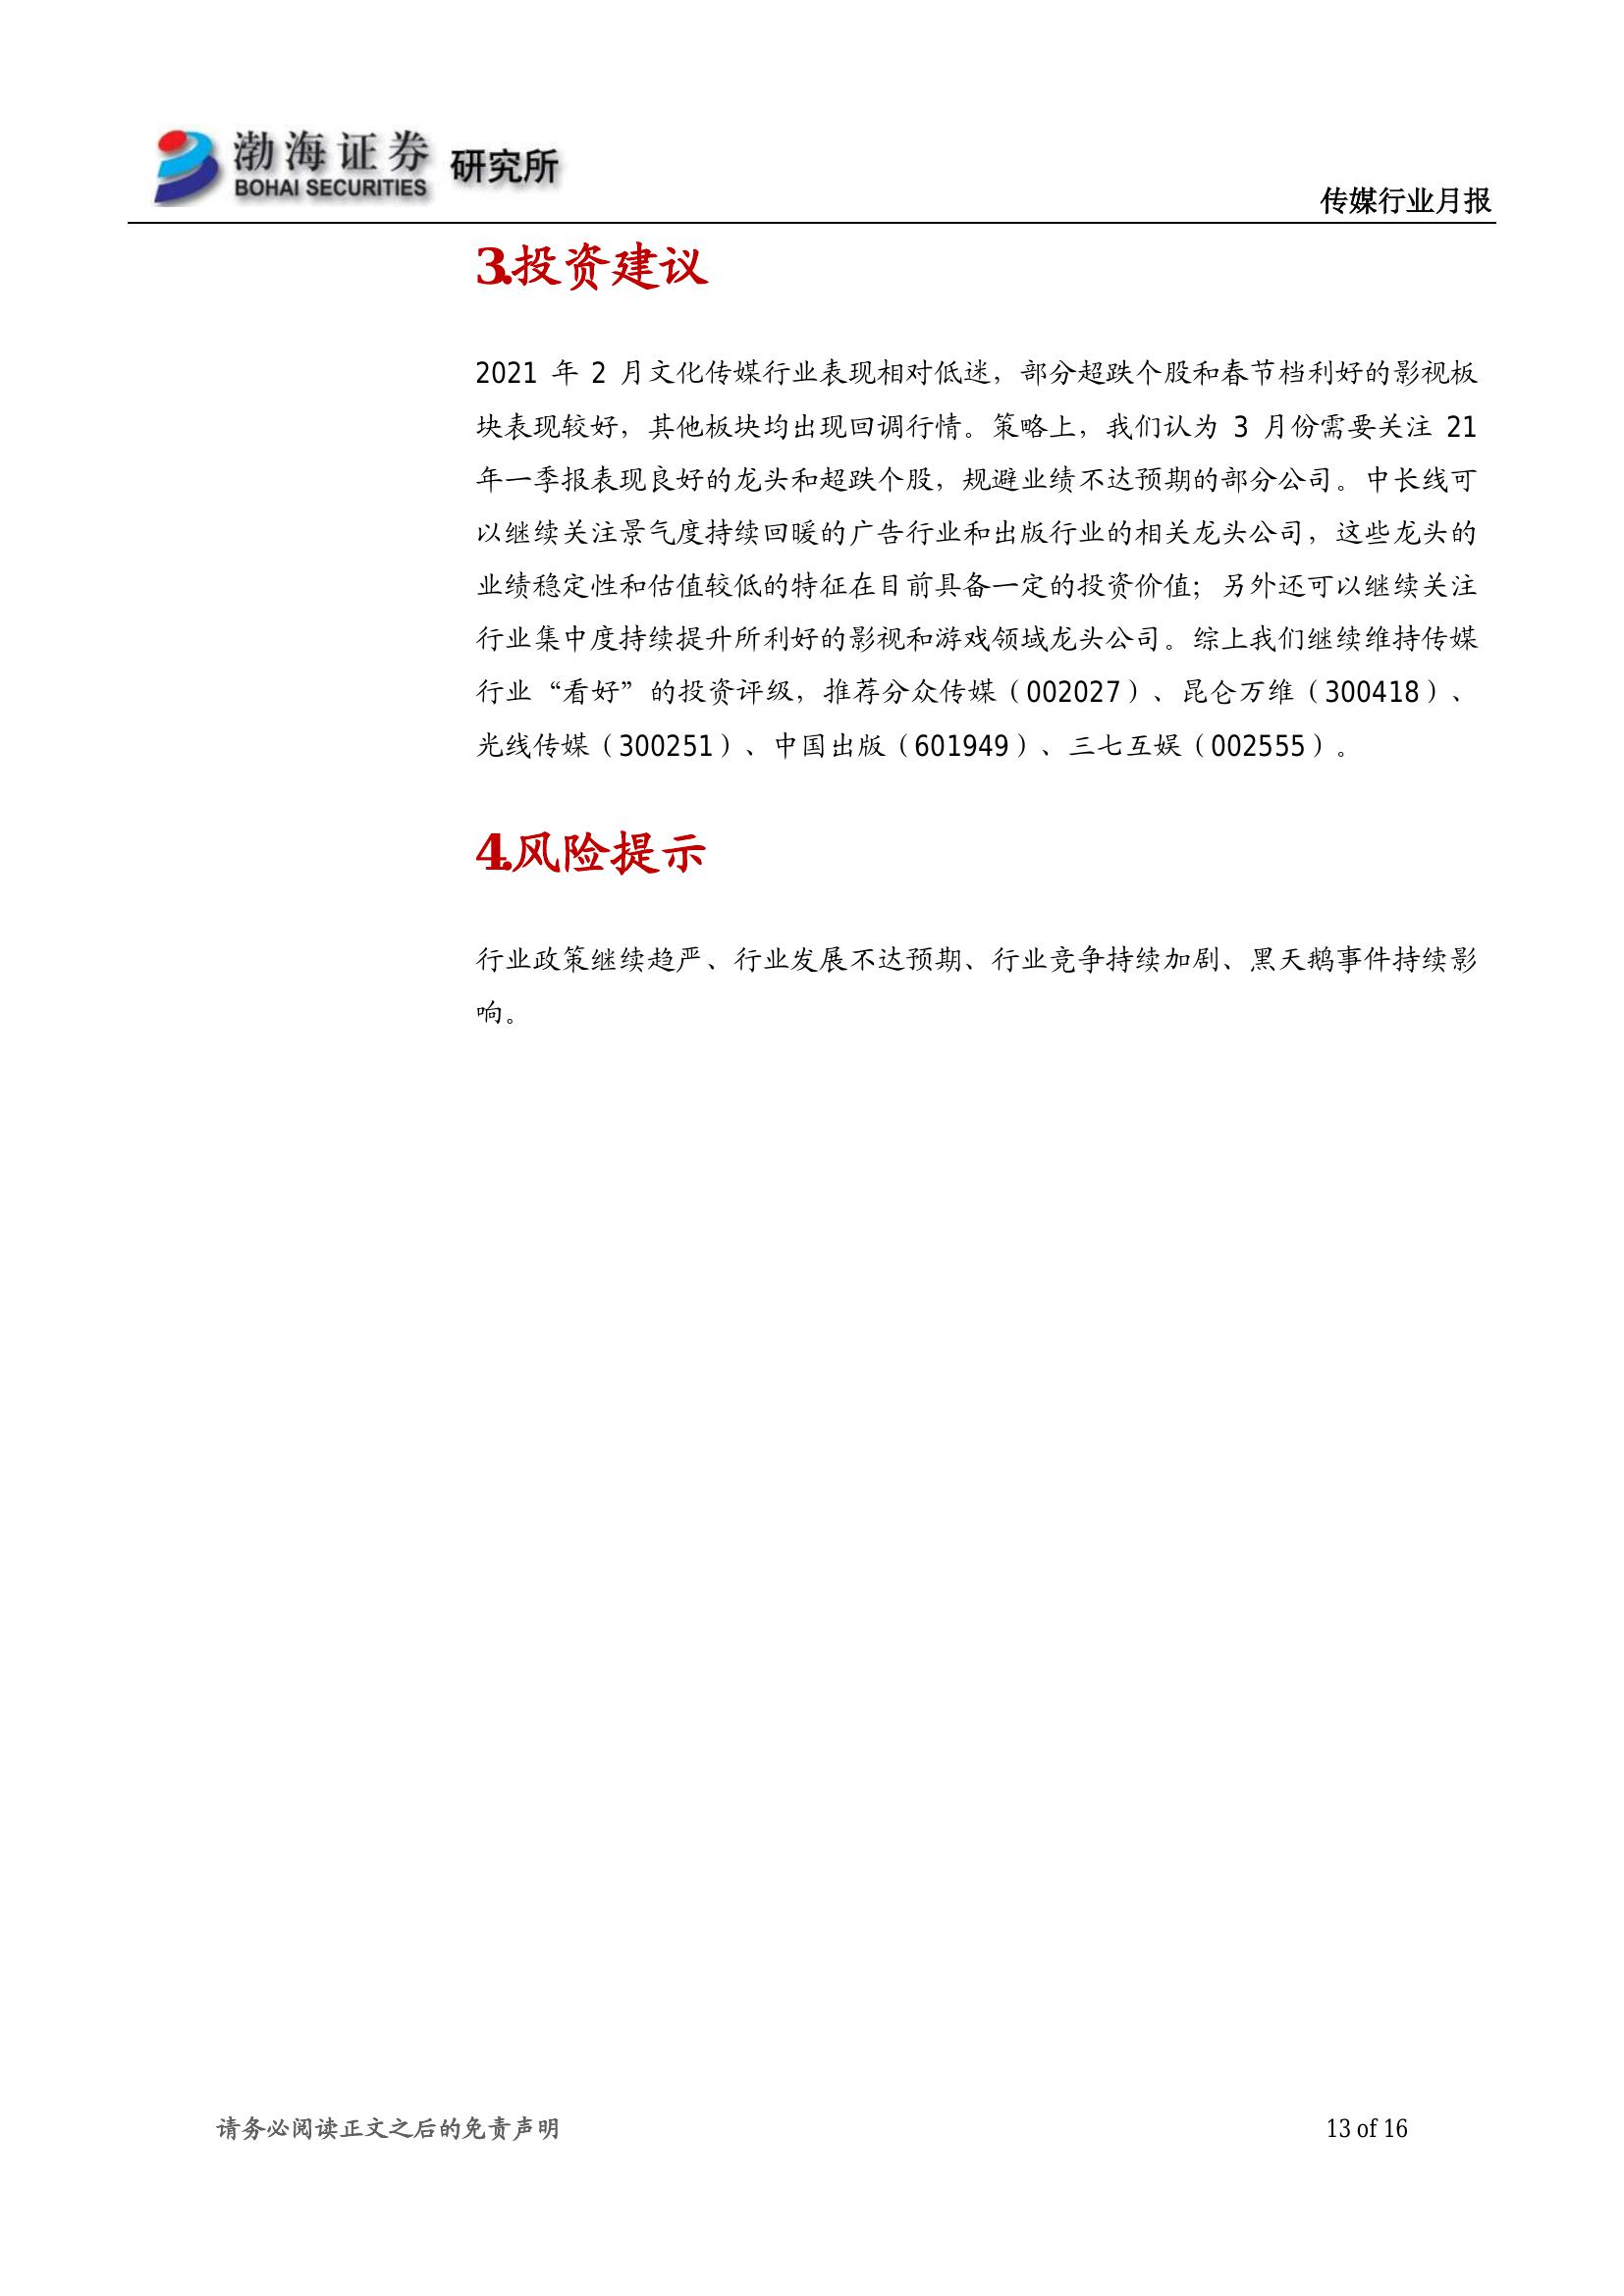 渤海证券 研究所
BOHAI SECURITIES
传媒行业月报
3.投资建议
2021 年 2 月文化传媒行业表现相对低迷，部分超跌个股和春节档利好的影视板
块表现较好，其他板块均出现回调行情。策略上，我们认为 3 月份需要关注 21
年一季报表现良好的龙头和超跌个股，规避业绩不达预期的部分公司。中长线可
以继续关注景气度持续回暖的广告行业和出版行业的相关龙头公司，这些龙头的
业绩稳定性和估值较低的特征在目前具备一定的投资价值；另外还可以继续关注
行业集中度持续提升所利好的影视和游戏领域龙头公司。综上我们继续维持传媒
行业“看好”的投资评级，推荐分众传媒（002027）、昆仑万维（300418）、
光线传媒（300251）、中国出版（601949）、三七互娱（002555）。
4.风险提示
行业政策继续趋严、行业发展不达预期、行业竞争持续加剧、黑天鹅事件持续影
响。
请务必阅读正文之后的免责声明
13 of 16